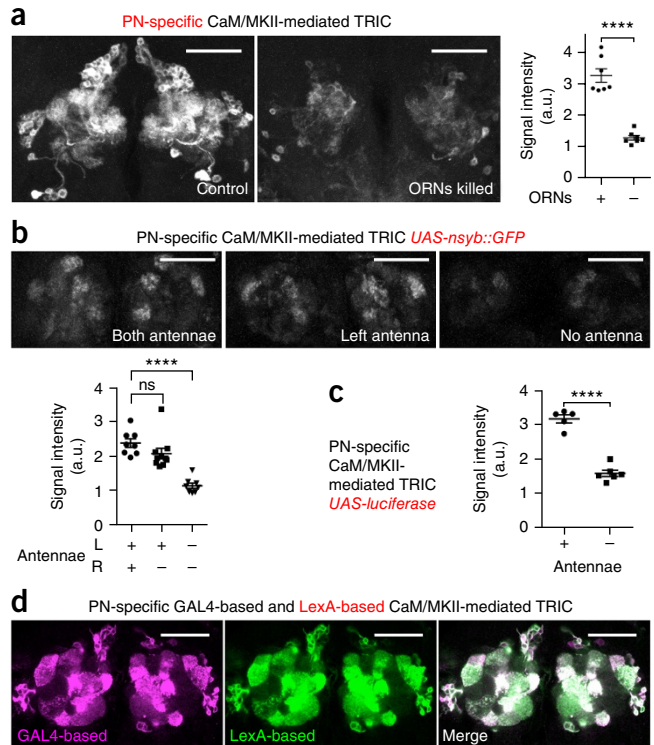 a
PN-specific CaM/MKII-mediated TRIC
Control
ORNs killed
****
Signal intensity
(a.u.)
4
3
2
1
0
ORNs + −
b
PN-specific CaM/MKII-mediated TRIC UAS-nsyb::GFP
Both antennae
Left antenna
No antenna
****
ns
Signal intensity
(a.u.)
4
3
2
1
0
Antennae
L + + −
R + − −
c
PN-specific
CaM/MKII-
mediated TRIC
UAS-luciferase
****
Signal intensity
(a.u.)
4
3
2
1
0
+ −
Antennae
d
PN-specific GAL4-based and LexA-based CaM/MKII-mediated TRIC
GAL4-based
LexA-based
Merge